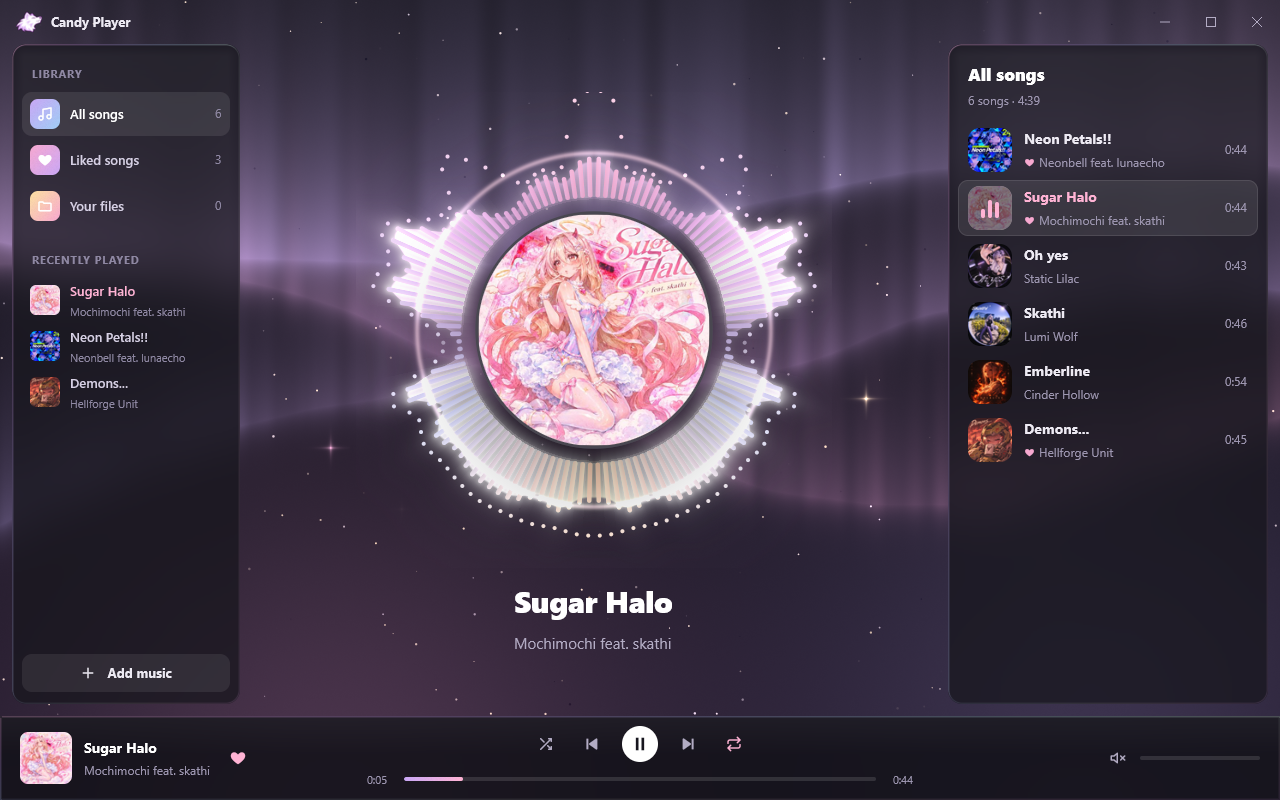 Candy Player
LIBRARY
All songs 6
Liked songs 3
Your files 0
RECENTLY PLAYED
Sugar Halo
Mochimochi feat. skathi
Neon Petals!!
Neonbell feat. lunaecho
Demons...
Hellforge Unit
Add music
Sugar
Halo
feat. skathi
Sugar Halo
Mochimochi feat. skathi
All songs
6 songs · 4:39
Neon Petals!!
Neonbell feat. lunaecho
0:44
Sugar Halo
Mochimochi feat. skathi
0:44
Oh yes
Static Lilac
0:43
Skathi
Lumi Wolf
0:46
Emberline
Cinder Hollow
0:54
Demons...
Hellforge Unit
0:45
Sugar Halo
Mochimochi feat. skathi
0:05
0:44